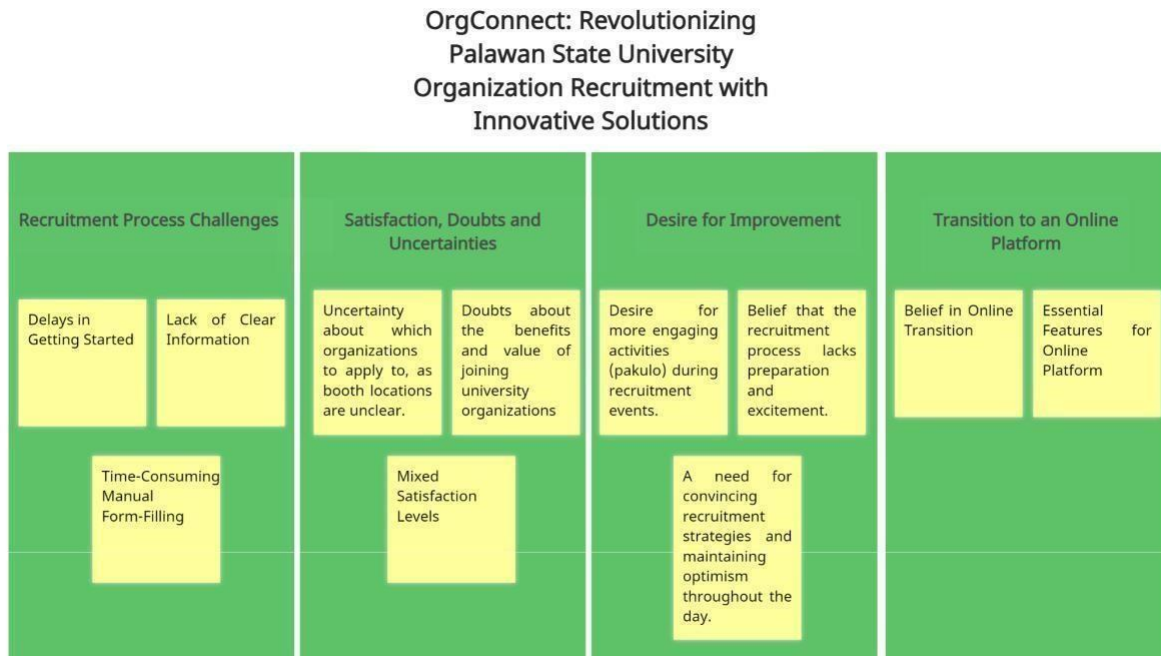 OrgConnect: Revolutionizing
Palawan State University
Organization Recruitment with
Innovative Solutions
Recruitment Process Challenges
Delays in
Getting Started
Lack of Clear
Information
Time-Consuming
Manual
Form-Filling
Satisfaction, Doubts and
Uncertainties
Uncertainty
about which
organizations
to apply to, as
booth locations
are unclear.
Doubts about
the benefits
and value of
joining
university
organizations
Mixed
Satisfaction
Levels
Desire for Improvement
Desire for
more engaging
activities
(pakulo) during
recruitment
events.
Belief that the
recruitment
process lacks
preparation
and
excitement.
A need for
convincing
recruitment
strategies and
maintaining
optimism
throughout the
day.
Transition to an Online
Platform
Belief in Online
Transition
Essential
Features for
Online
Platform